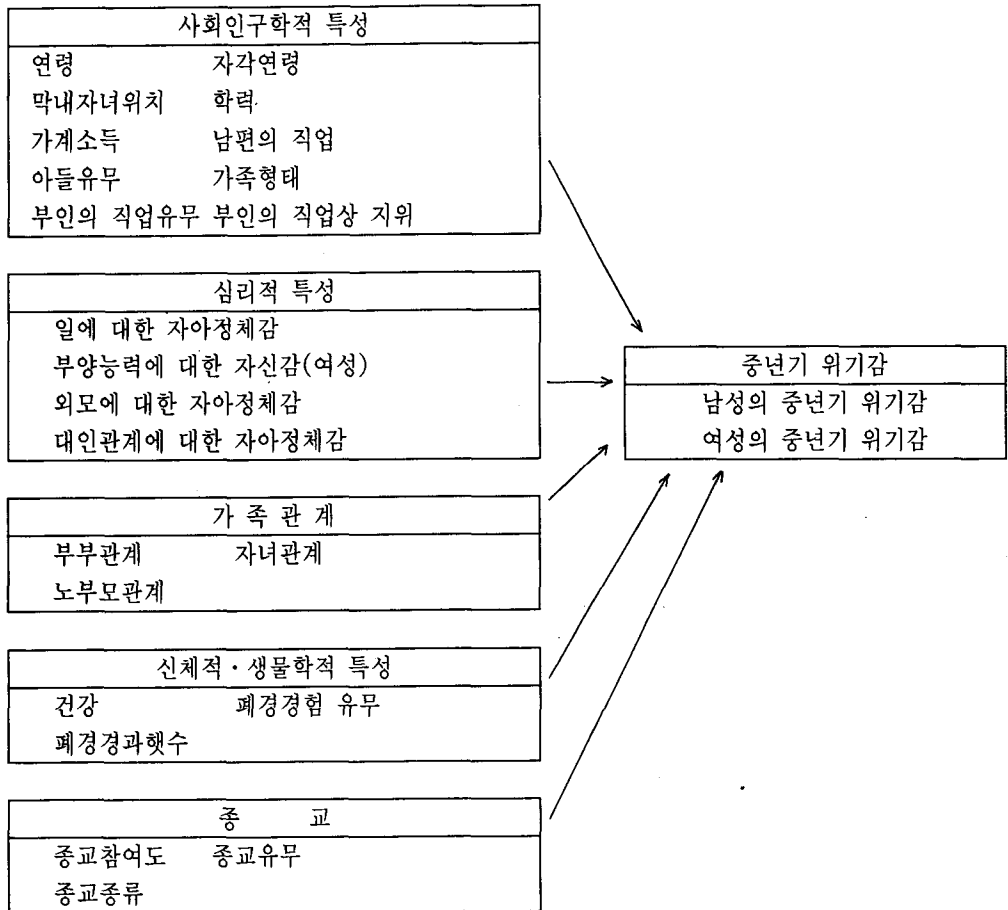 사회인구학적 특성
연령 자각연령
막내자녀위치 학력
가계소득 남편의 직업
아들유무 가족형태
부인의 직업유무 부인의 직업상 지위
심리적 특성
일에 대한 자아정체감
부양능력에 대한 자신감(여성)
외모에 대한 자아정체감
대인관계에 대한 자아정체감
가 족 관 계
부부관계 자녀관계
노부모관계
신체적·생물학적 특성
건강 폐경경험 유무
폐경경과햇수
종 교
종교참여도 종교유무
종교종류
중년기 위기감
남성의 중년기 위기감
여성의 중년기 위기감